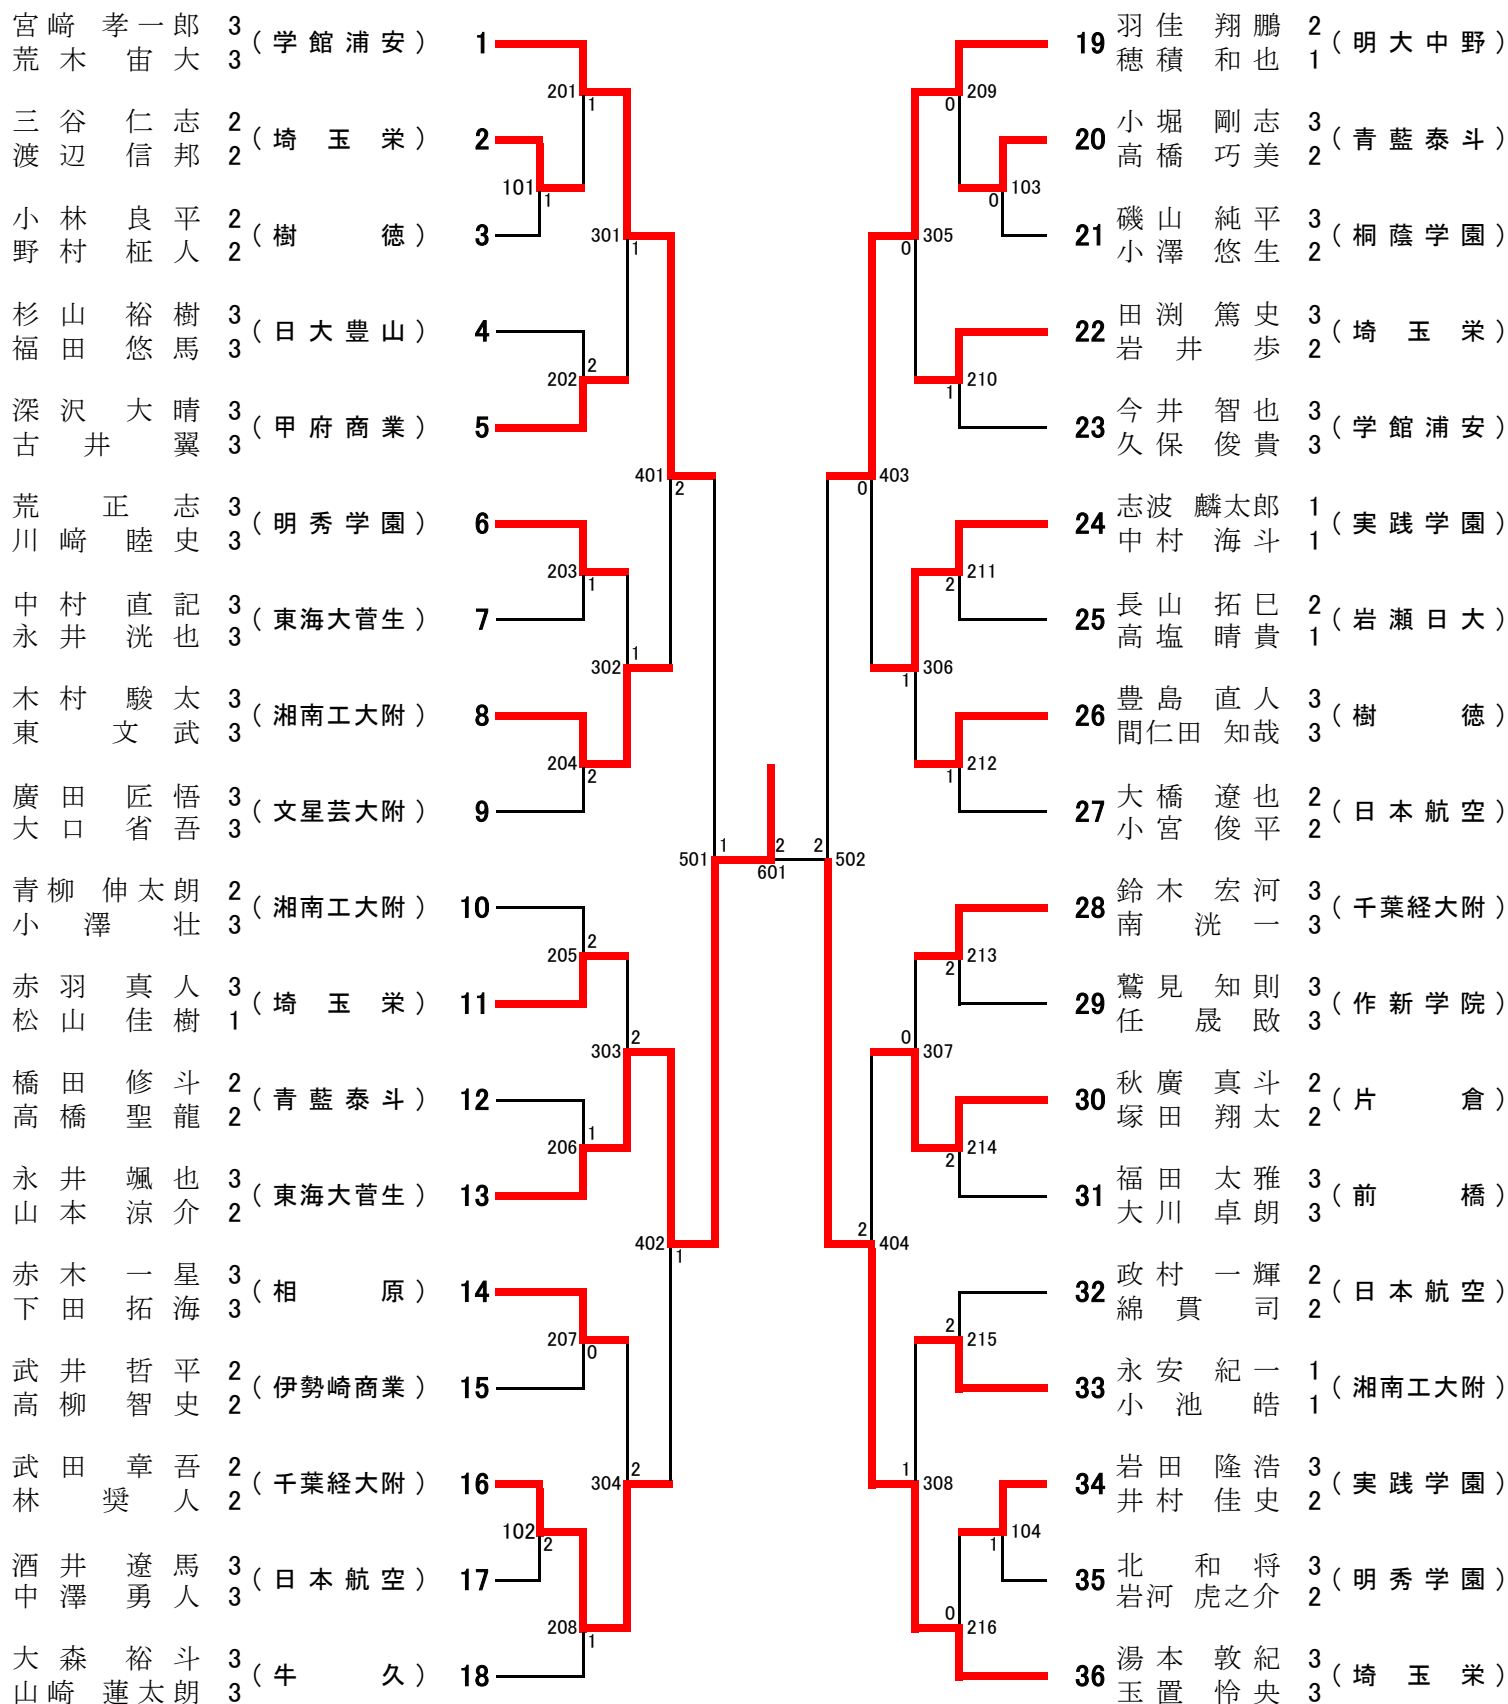 宮﨑 孝一郎 3
荒木 宙大 3
(学館浦安) 1
三谷 仁志 2
渡辺 信邦 2
(埼玉栄) 2
小林 良平 2
野村 柾人 2
(樹徳) 3
杉山 裕樹 3
福田 悠馬 3
(日大豊山) 4
深沢 大晴 3
古井 翼 3
(甲府商業) 5
荒 正志 3
川﨑 睦史 3
(明秀学園) 6
中村 直記 3
永井 洸也 3
(東海大菅生) 7
木村 駿太 3
東 文武 3
(湘南工大附) 8
廣田 匠悟 3
大口 省吾 3
(文星芸大附) 9
青柳 伸太朗 2
小澤 壮 3
(湘南工大附) 10
赤羽 真人 3
松山 佳樹 1
(埼玉栄) 11
橋田 修斗 2
高橋 聖龍 2
(青藍泰斗) 12
永井 颯也 3
山本 涼介 2
(東海大菅生) 13
赤木 一星 3
下田 拓海 3
(相原) 14
武井 哲平 2
高柳 智史 2
(伊勢崎商業) 15
武田 章吾 2
林 奨人 2
(千葉経大附) 16
酒井 遼馬 3
中澤 勇人 3
(日本航空) 17
大森 裕斗 3
山崎 蓮太朗 3
(牛久) 18
101 1
102 2
201 1
202 2
203 1
204 2
205 2
206 1
207 0
208 1
301 1
302 1
303 2
304 2
401 2
402 1
501 1
2
601
2 502
0 403
2 404
0 305
1 306
0 307
1 308
0 209
1 210
2 211
1 212
2 213
2 214
2 215
0 216
0 103
1 104
19 羽佳 翔鵬 2
穂積 和也 1
(明大中野)
20 小堀 剛志 3
高橋 巧美 2
(青藍泰斗)
21 磯山 純平 3
小澤 悠生 2
(桐蔭学園)
22 田渕 篤史 3
岩井 歩 2
(埼玉栄)
23 今井 智也 3
久保 俊貴 3
(学館浦安)
24 志波 麟太郎 1
中村 海斗 1
(実践学園)
25 長山 拓巳 2
高塩 晴貴 1
(岩瀬日大)
26 豊島 直人 3
間仁田 知哉 3
(樹徳)
27 大橋 遼也 2
小宮 俊平 2
(日本航空)
28 鈴木 宏河 3
南 洸一 3
(千葉経大附)
29 鷲見 知則 3
任 晟敃 3
(作新学院)
30 秋廣 真斗 2
塚田 翔太 2
(片倉)
31 福田 太雅 3
大川 卓朗 3
(前橋)
32 政村 一輝 2
綿貫 司 2
(日本航空)
33 永安 紀一 1
小池 皓 1
(湘南工大附)
34 岩田 隆浩 3
井村 佳史 2
(実践学園)
35 北 和将 3
岩河 虎之介 2
(明秀学園)
36 湯本 敦紀 3
玉置 怜央 3
(埼玉栄)